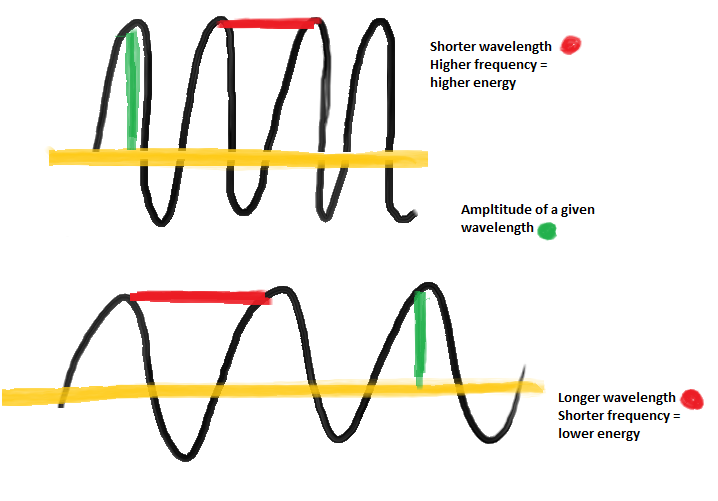 Shorter wavelength
Higher frequency =
higher energy
Ampltitude of a given
wavelength
Longer wavelength
Shorter frequency =
lower energy